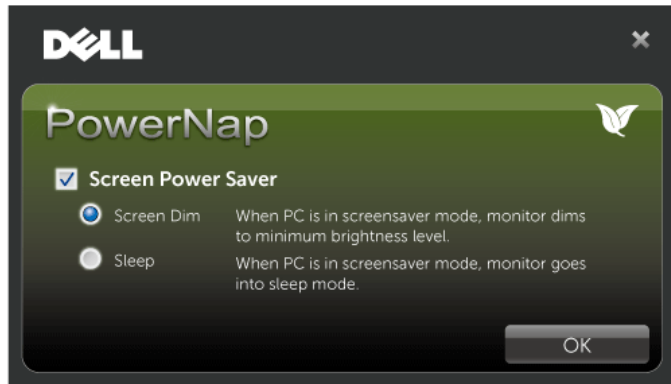 DELL
PowerNap
Screen Power Saver
Screen Dim When PC is in screensaver mode, monitor dims
to minimum brightness level.
Sleep When PC is in screensaver mode, monitor goes
into sleep mode.
OK